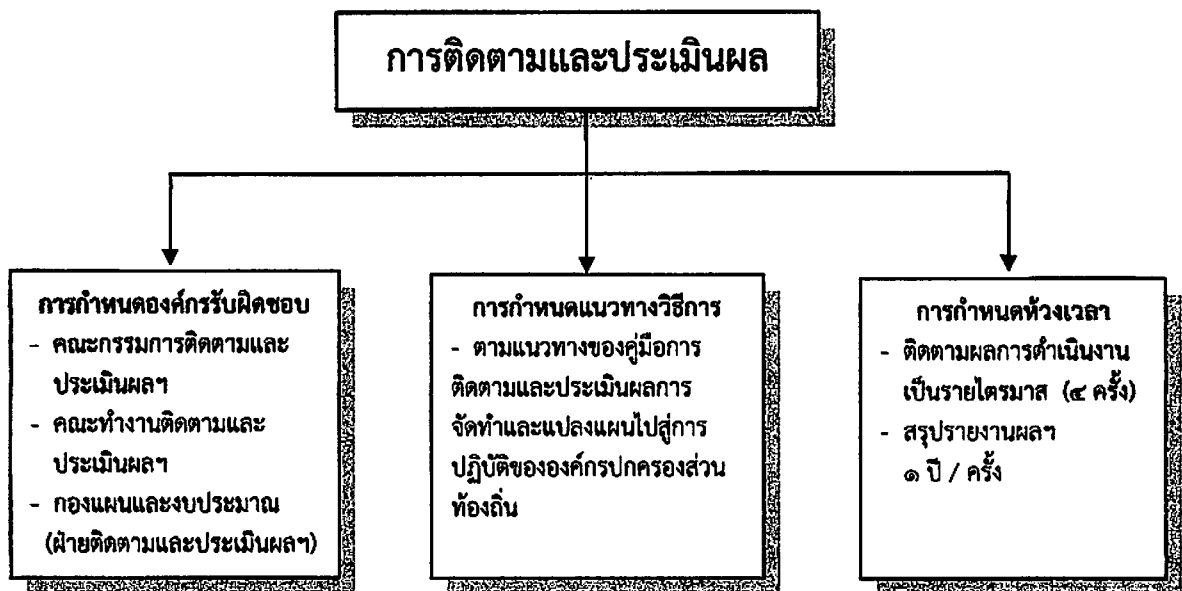 การติดตามและประเมินผล
การกำหนดองค์กรรับผิดชอบ
- คณะกรรมการติดตามและ
ประเมินผลฯ
- คณะทำงานติดตามและ
ประเมินผลฯ
- กองแผนและงบประมาณ
(ฝ่ายติดตามและประเมินผลฯ)
การกำหนดแนวทางวิธีการ
- ตามแนวทางของคู่มือการ
ติดตามและประเมินผลการ
จัดทำและแปลงแผนไปสู่การ
ปฏิบัติขององค์กรปกครองส่วน
ท้องถิ่น
การกำหนดห้วงเวลา
- ติดตามผลการดำเนินงาน
เป็นรายไตรมาส (๔ ครั้ง)
- สรุปรายงานผลฯ
๑ ปี / ครั้ง